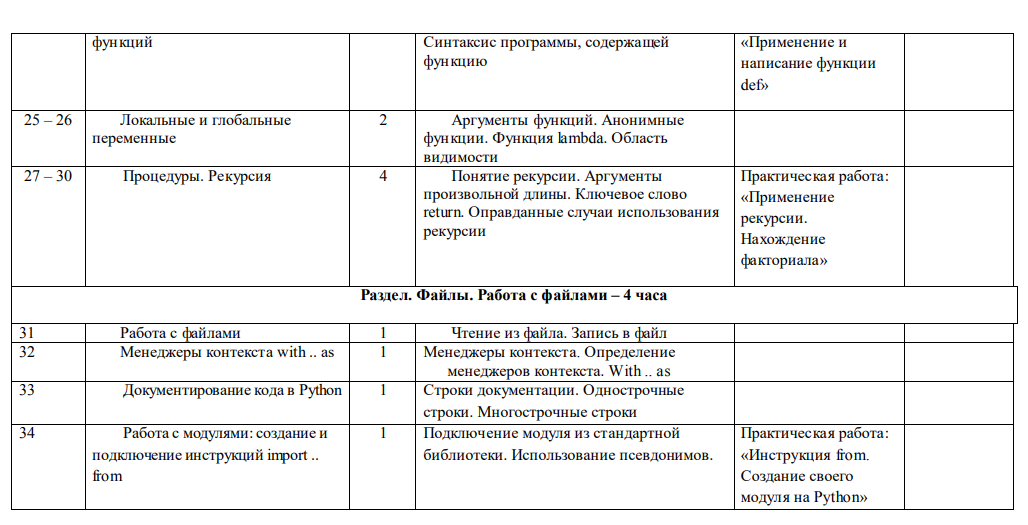 функций
Синтаксис программы, содержащей
функцию
«Применение и
написание функции
def»
25 – 26
Локальные и глобальные
переменные
2
Аргументы функций. Анонимные
функции. Функция lambda. Область
видимости
27 – 30
Процедуры. Рекурсия
4
Понятие рекурсии. Аргументы
произвольной длины. Ключевое слово
return. Оправданные случаи использования
рекурсии
Практическая работа:
«Применение
рекурсии.
Нахождение
факториала»
Раздел. Файлы. Работа с файлами – 4 часа
31
Работа с файлами
1
Чтение из файла. Запись в файл
32
Менеджеры контекста with .. as
1
Менеджеры контекста. Определение
менеджеров контекста. With .. as
33
Документирование кода в Python
1
Строки документации. Однострочные
строки. Многострочные строки
34
Работа с модулями: создание и
подключение инструкций import ..
from
1
Подключение модуля из стандартной
библиотеки. Использование псевдонимов.
Практическая работа:
«Инструкция from.
Создание своего
модуля на Python»